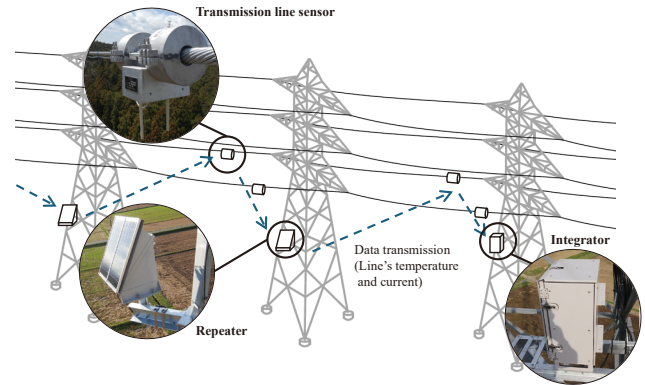 Transmission line sensor
Data transmission
(Line's temperature
and current)
Integrator
Repeater